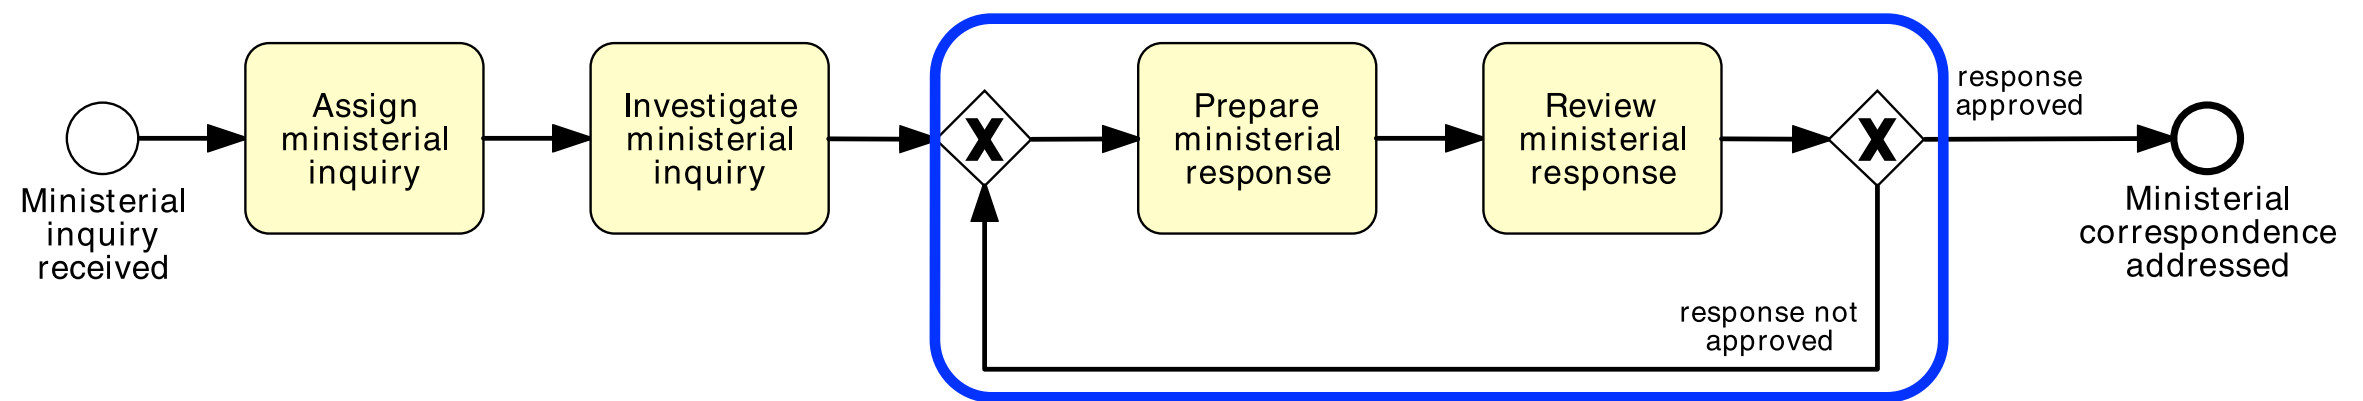 Ministerial
inquiry
received
Assign
ministerial
inquiry
Investigate
ministerial
inquiry
X
Prepare
ministerial
response
Review
ministerial
response
X
response not
approved
response
approved
Ministerial
correspondence
addressed